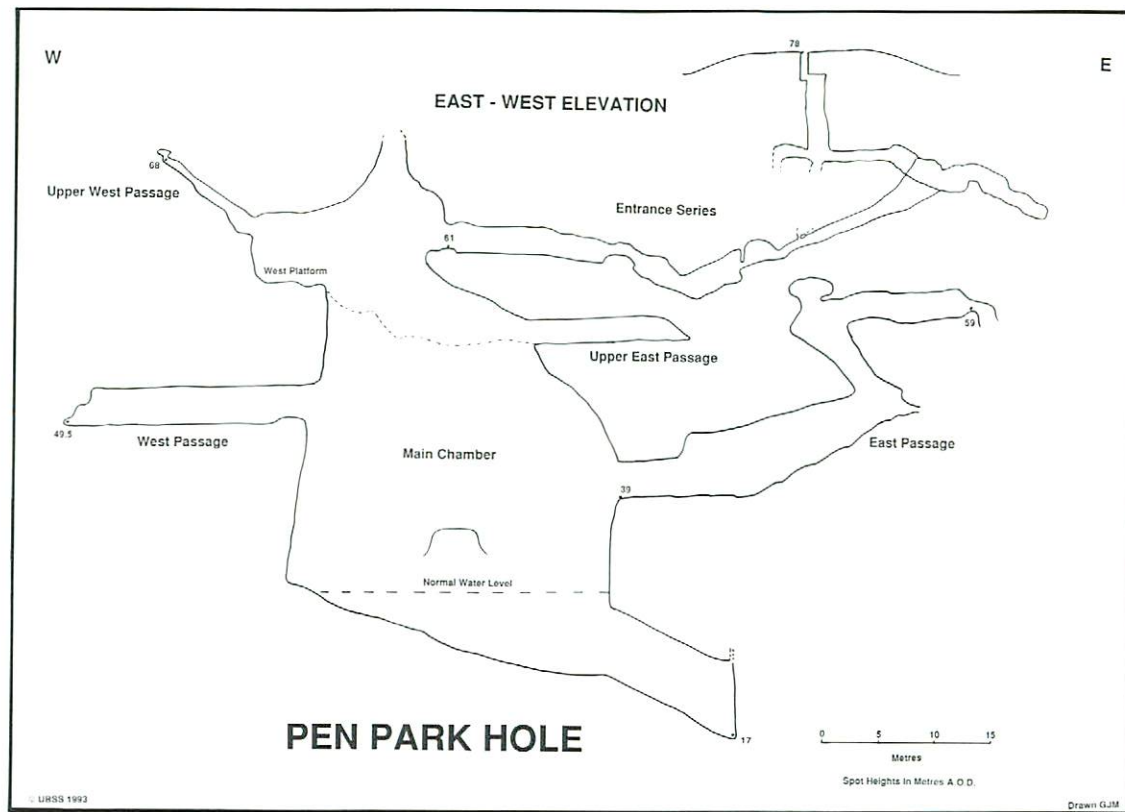 W
78
E
EAST - WEST ELEVATION
68
Upper West Passage
Entrance Series
61
West Platform
59
Upper East Passage
49.5
West Passage
Main Chamber
East Passage
39
Normal Water Level
PEN PARK HOLE
17
0 5 10 15
Metres
Spot Heights In Metres A.O.D.
© UBSS 1993
Drawn GJM